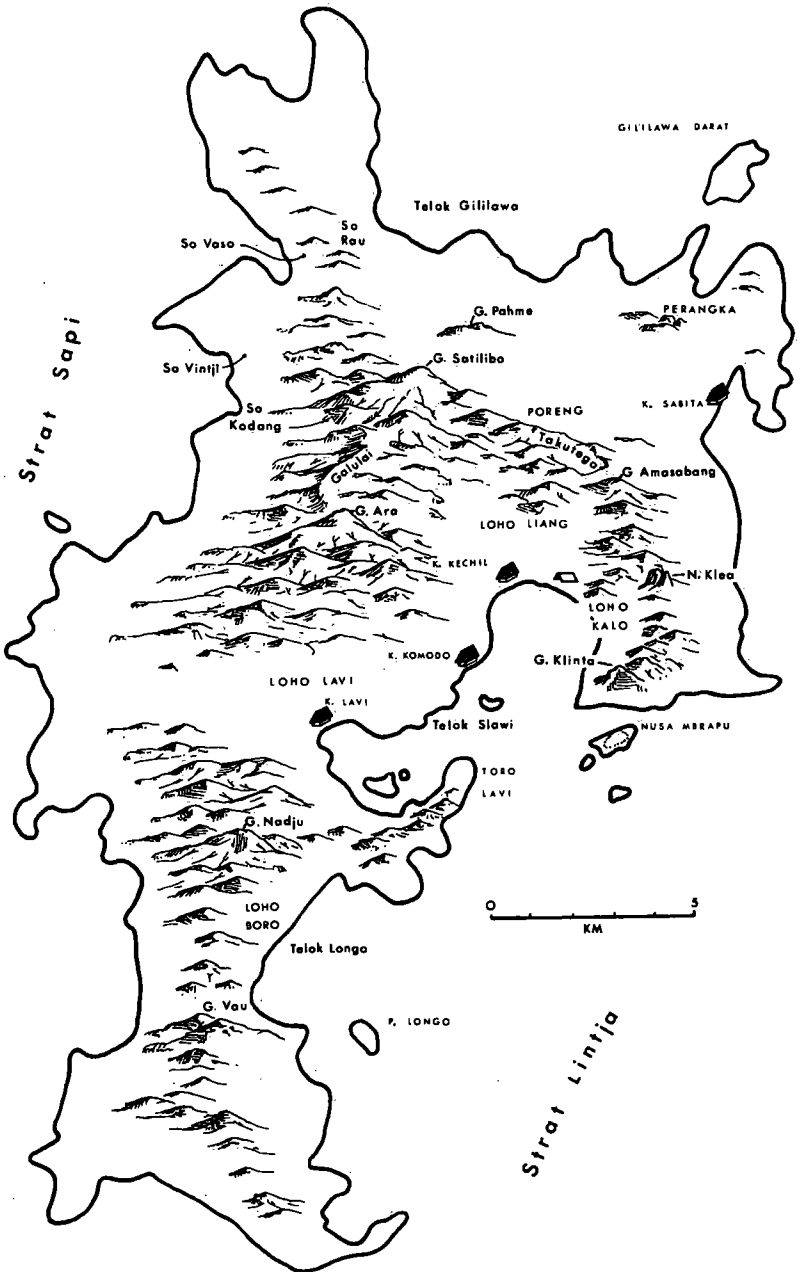 GILILAWA DARAT
Telok Gililawa
So
Rau
So Vaso
G. Pahme
PERANGKA
Strat Sapi
So Vintji
G. Satilibo
K. SABITA
So
Kadang
PORENG
Takutego
Galulai
G Amasabang
G. Ara
LOHO LIANG
K. KECHIL
N. Klea
LOHO
KALO
K. KOMODO
G. Klinta
LOHO LAVI
K. LAVI
Telok Slawi
NUSA MBRAPU
TORO
LAVI
G. Nadju
LOHO
BORO
0 5
KM
Telok Longo
G. Vau
P. LONGO
Strat Lintja